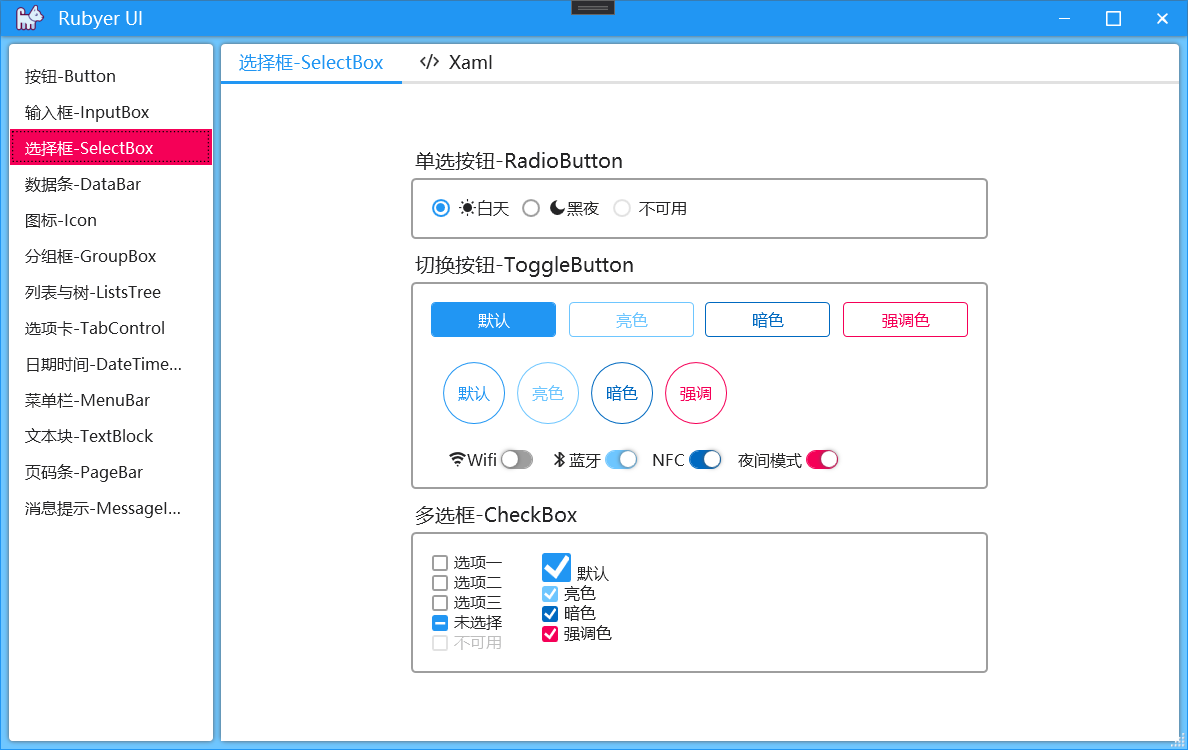 Rubyer UI
按钮-Button
输入框-InputBox
选择框-SelectBox
数据条-DataBar
图标-Icon
分组框-GroupBox
列表与树-ListsTree
选项卡-TabControl
日期时间-DateTime...
菜单栏-MenuBar
文本块-TextBlock
页码条-PageBar
消息提示-MessageI...
选择框-SelectBox </> Xaml
单选按钮-RadioButton
白天 黑夜 不可用
切换按钮-ToggleButton
默认 亮色 暗色 强调色
默认 亮色 暗色 强调
Wifi 蓝牙 NFC 夜间模式
多选框-CheckBox
选项一
选项二
选项三
未选择
不可用
默认
亮色
暗色
强调色